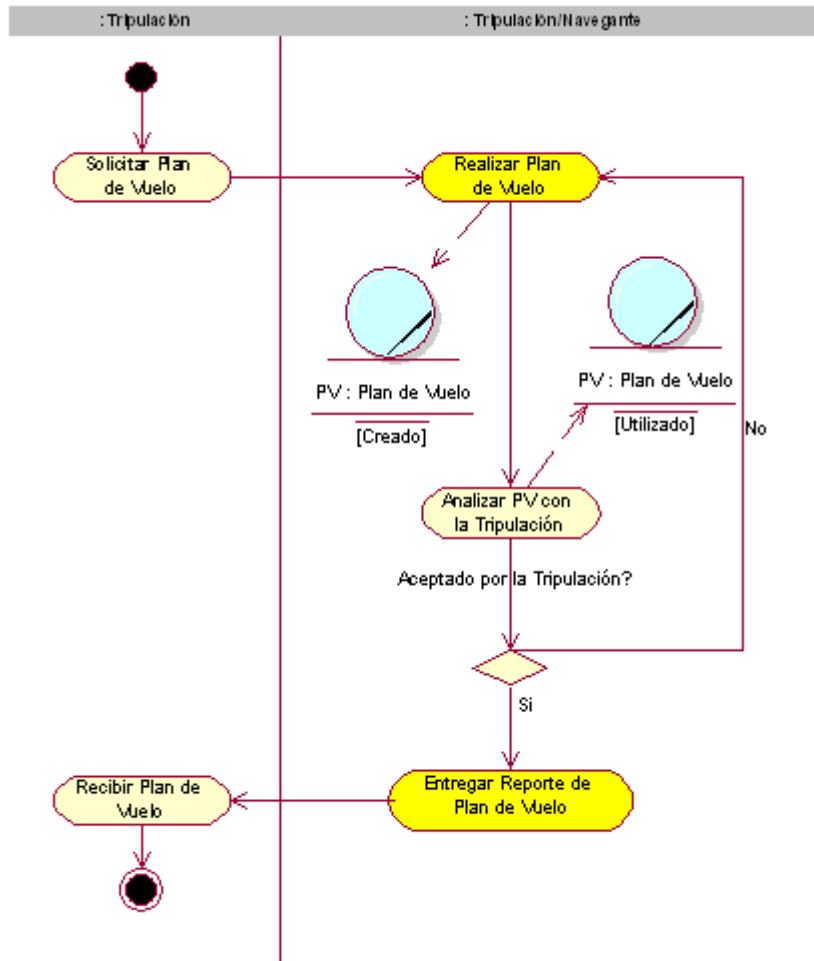 : Tripulación
: Tripulación/Navegante
Solicitar Plan
de Vuelo
Realizar Plan
de Vuelo
PV : Plan de Vuelo
[Creado]
PV : Plan de Vuelo
[Utilizado]
No
Analizar PV con
la Tripulación
Aceptado por la Tripulación?
Si
Recibir Plan de
Vuelo
Entregar Reporte de
Plan de Vuelo